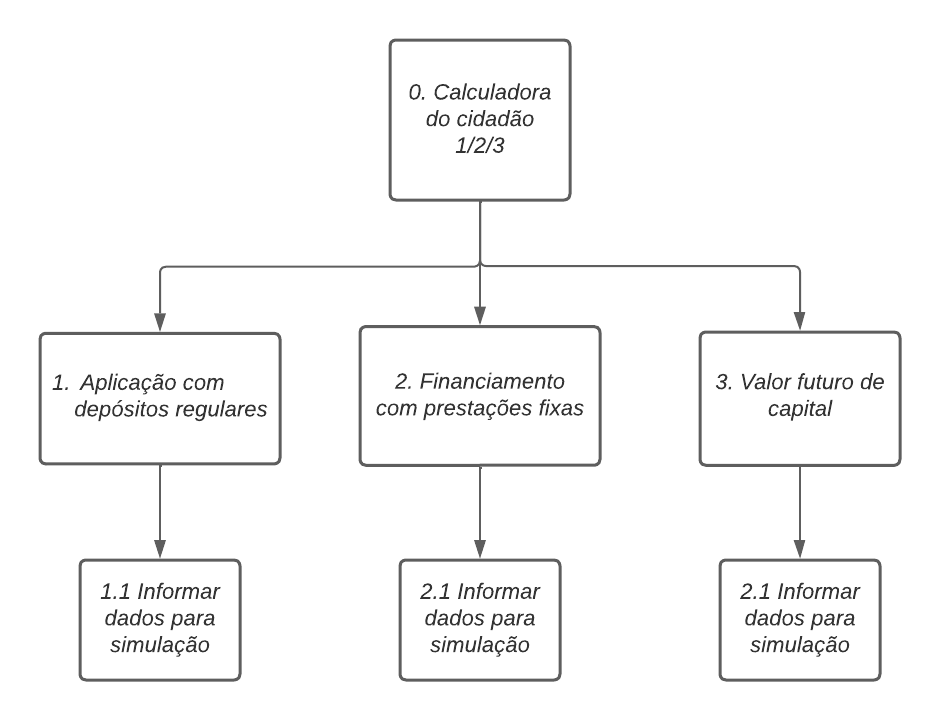 0. Calculadora
do cidadão
1/2/3
1. Aplicação com
depósitos regulares
2. Financiamento
com prestações fixas
3. Valor futuro de
capital
1.1 Informar
dados para
simulação
2.1 Informar
dados para
simulação
2.1 Informar
dados para
simulação